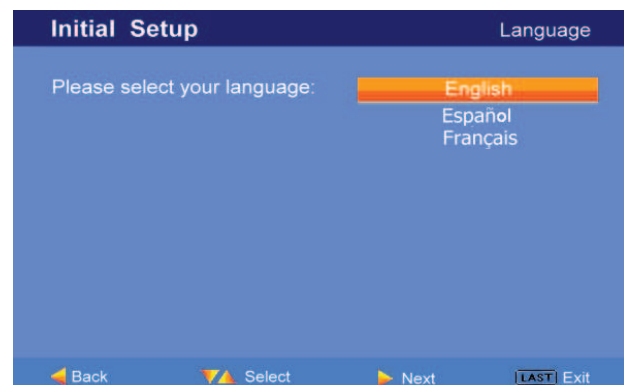 Initial Setup Language
Please select your language: English
Español
Français
Back Select Next LAST Exit